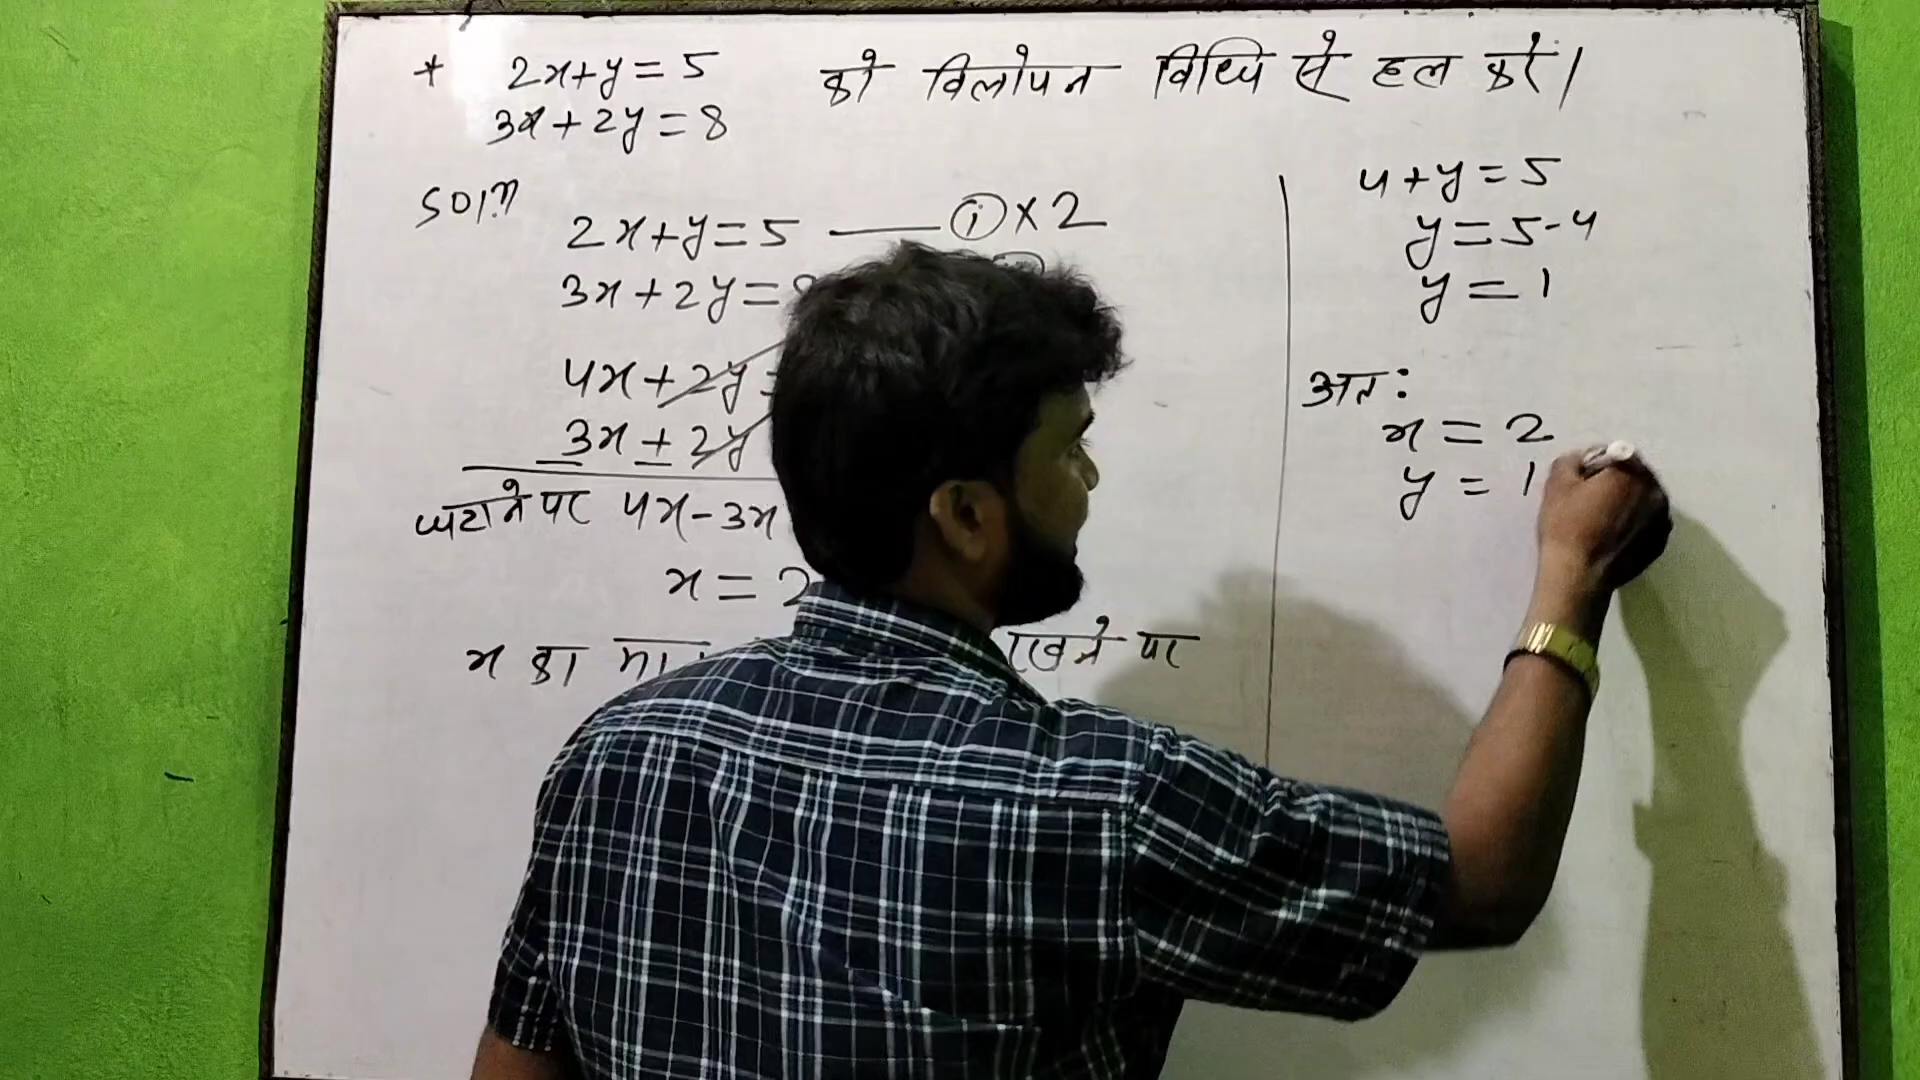 * 2x+y=5 को विलोपन विधि से हल करें।
3x+2y=8
Soln
2x+y=5 —— (i)×2
3x+2y=8
4x+2y=
3x+2y
घटाने पर 4x-3x
x=2
x का रखने पर
4+y=5
y=5-4
y=1
अतः
x=2
y=1